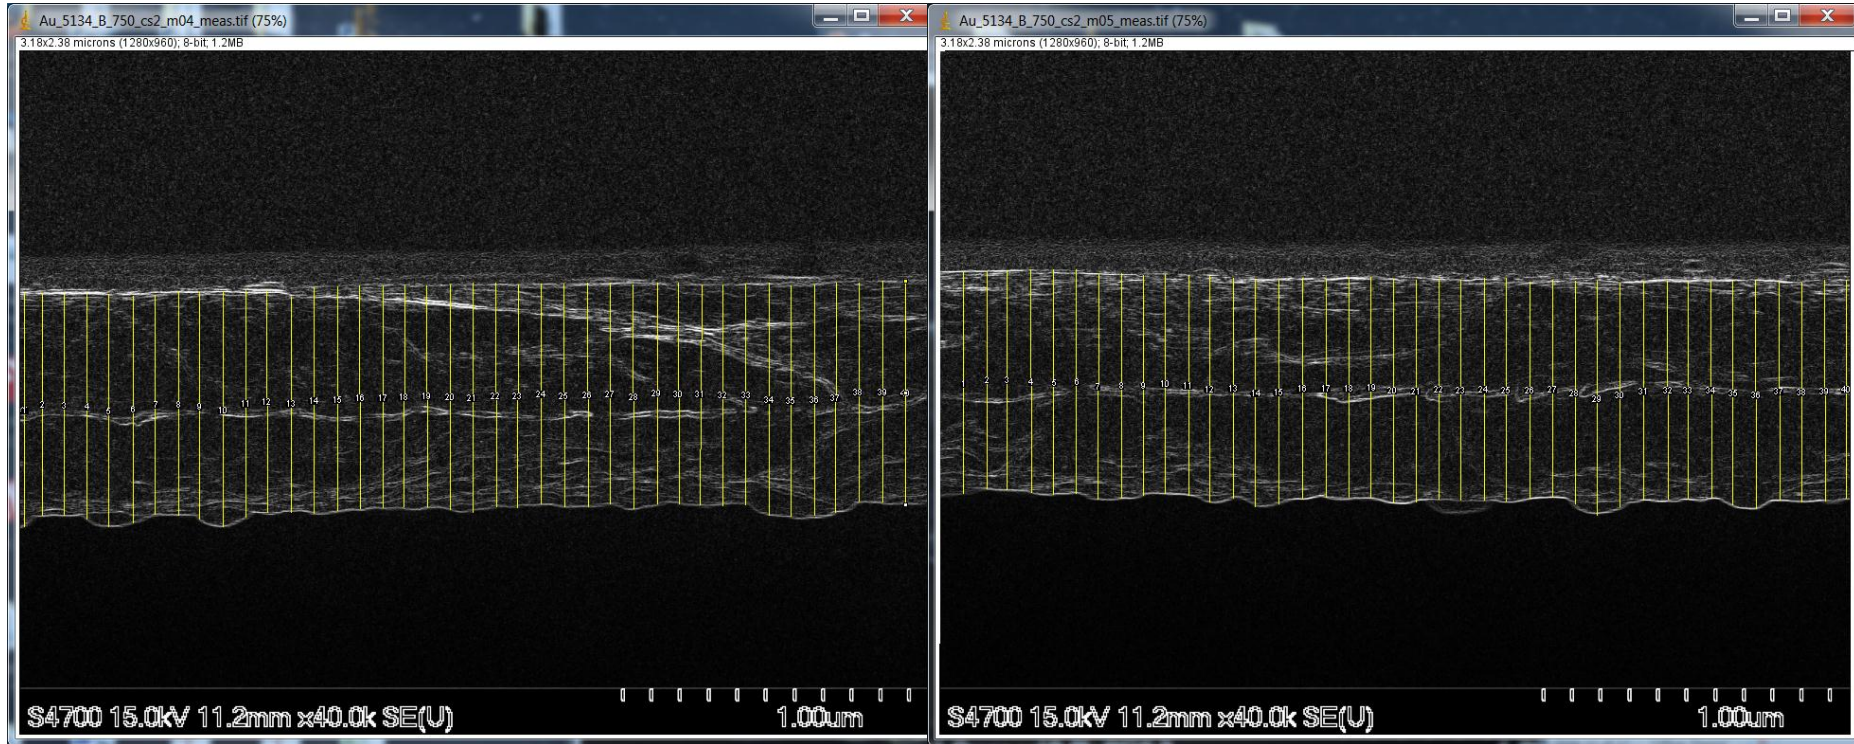 Au_5134_B_750_cs2_m04_meas.tif (75%)
3.18x2.38 microns (1280x960); 8-bit; 1.2MB
2 3 4 5 6 7 8 9 10 11 12 13 14 15 16 17 18 19 20 21 22 23 24 25 26 27 28 29 30 31 32 33 34 35 36 37 38 39 40
S4700 15.0kV 11.2mm x40.0k SE(U)
1.00um
Au_5134_B_750_cs2_m05_meas.tif (75%)
3.18x2.38 microns (1280x960); 8-bit; 1.2MB
1 2 3 4 5 6 7 8 9 10 11 12 13 14 15 16 17 18 19 20 21 22 23 24 25 26 27 28 29 30 31 32 33 34 35 36 37 38 39 40
S4700 15.0kV 11.2mm x40.0k SE(U)
1.00um